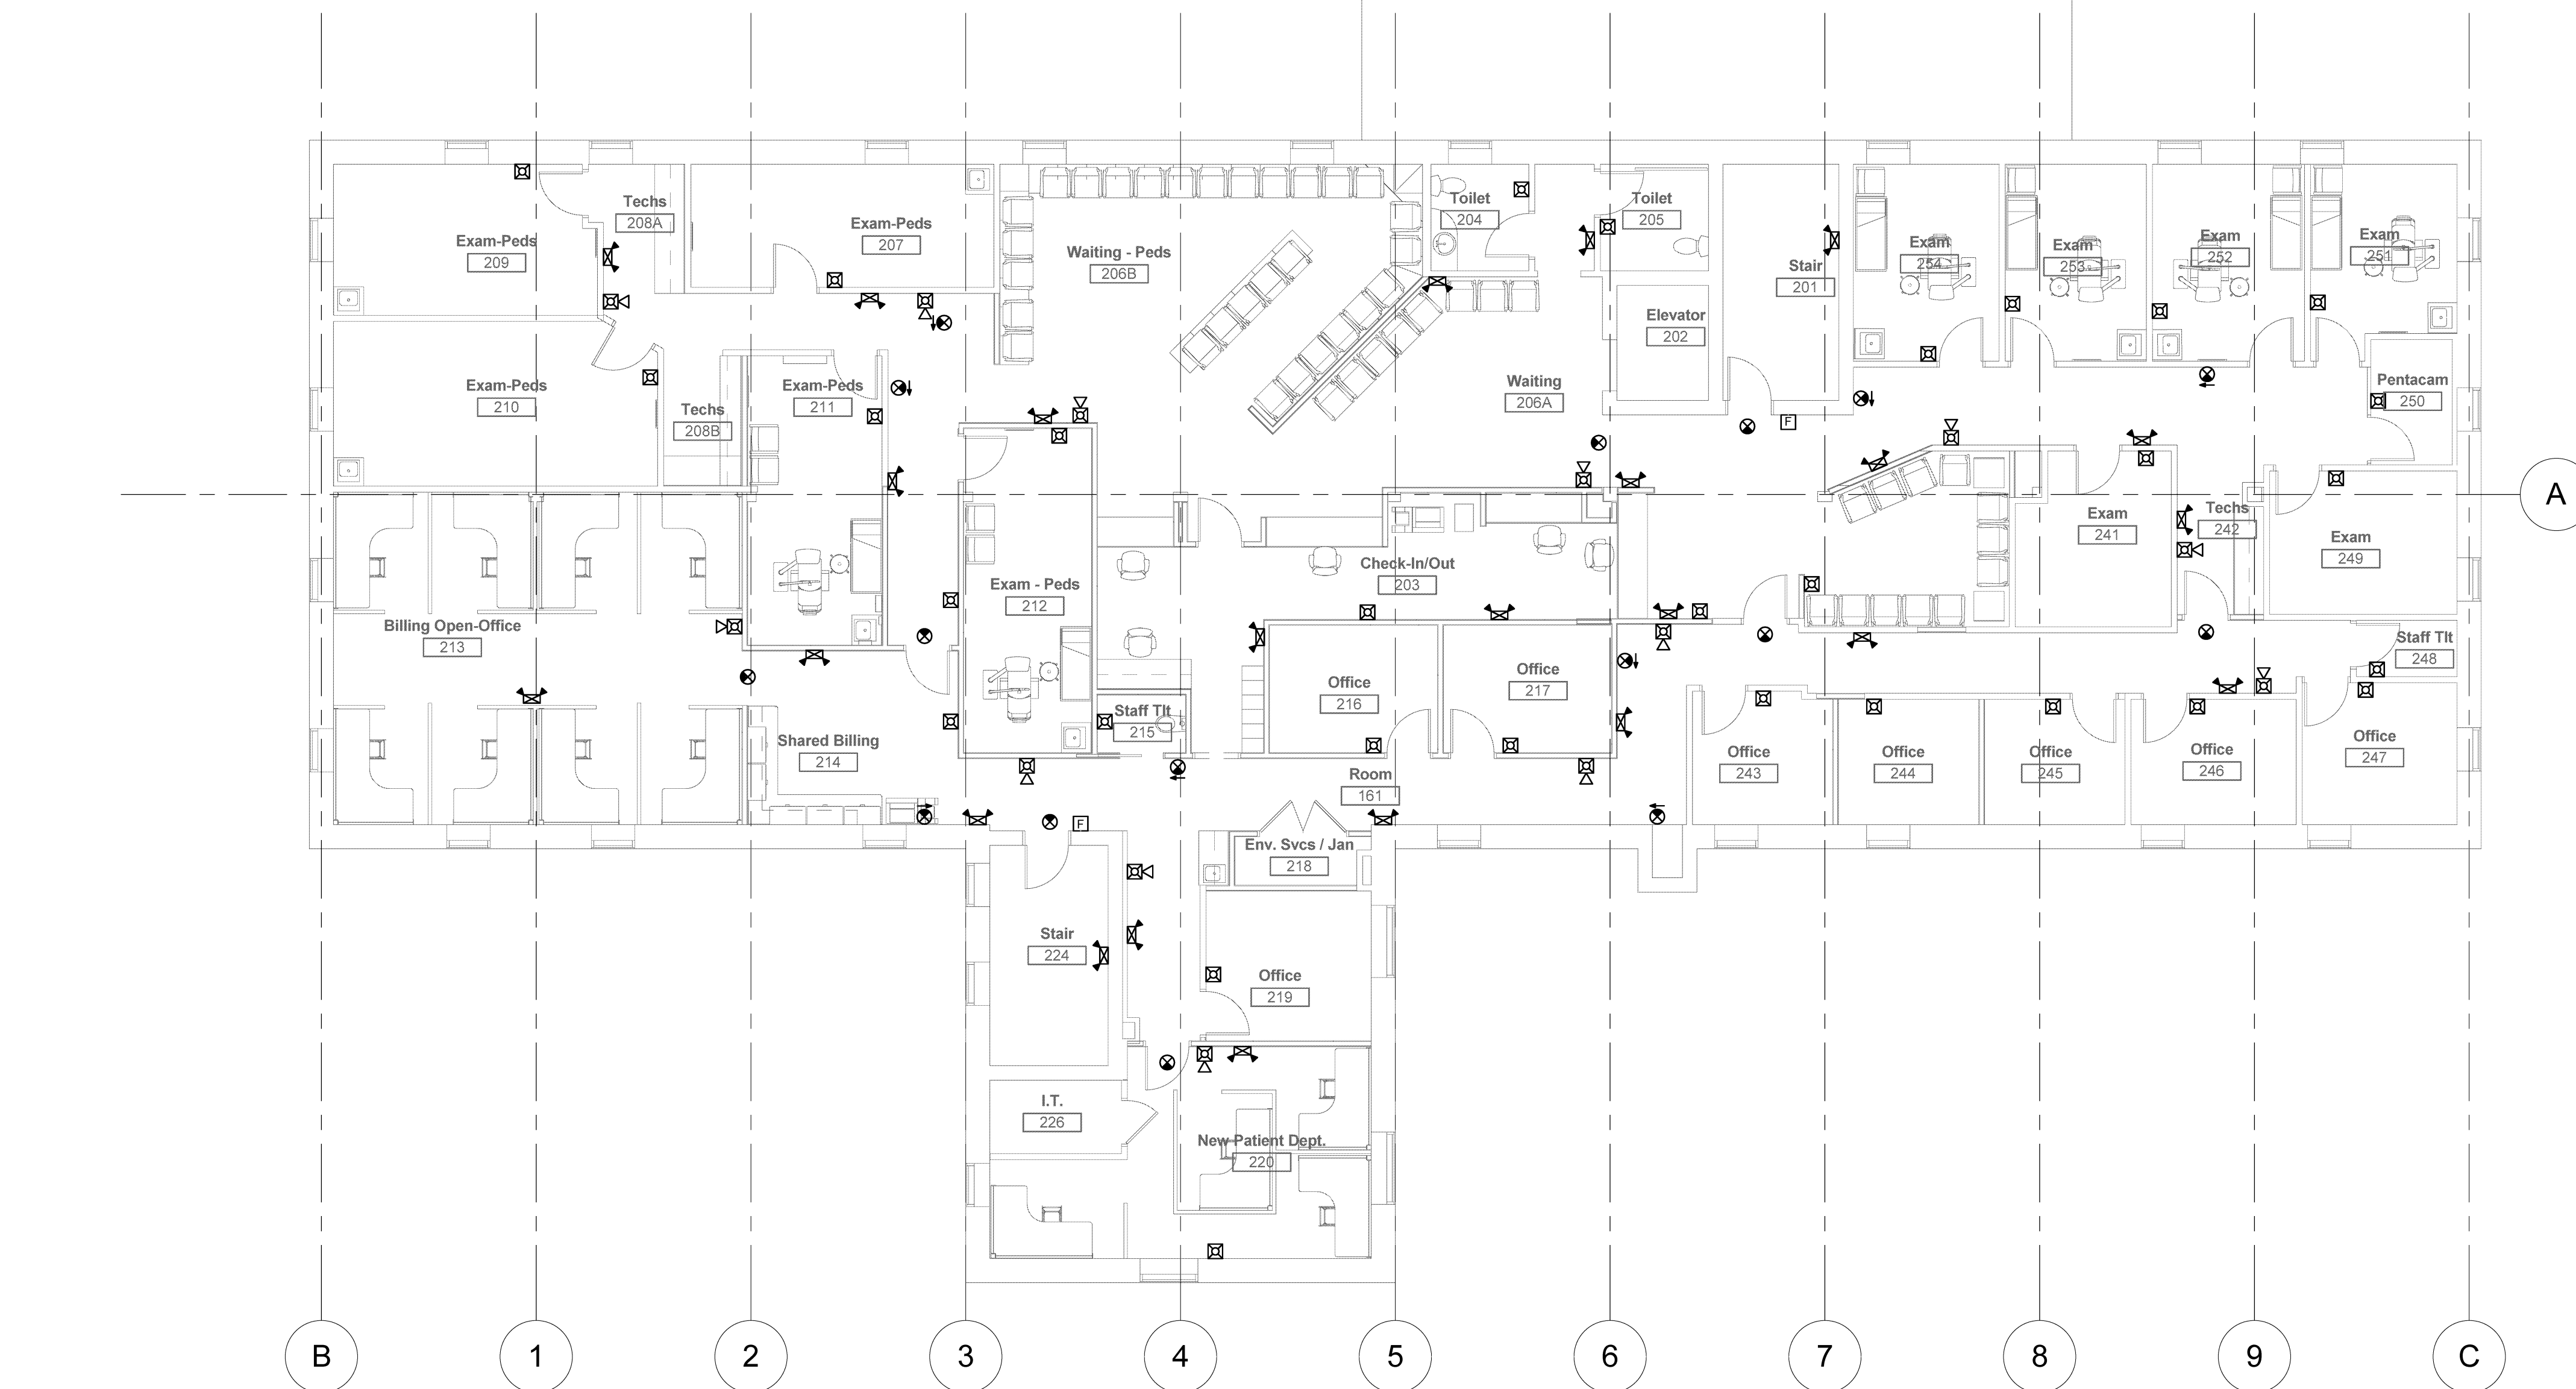 Techs
208A
Toilet
204
Toilet
205
Exam-Peds
207
Exam-Peds
209
Waiting - Peds
206B
Stair
201
Exam
254
Exam
253
Exam
252
Exam
251
Elevator
202
Exam-Peds
210
Exam-Peds
211
Techs
208B
Waiting
206A
Pentacam
250
F
A
Exam
241
Techs
242
Exam
249
Check-In/Out
203
Exam - Peds
212
Billing Open-Office
213
Staff Tlt
248
Office
216
Office
217
Staff Tlt
215
Shared Billing
214
Room
161
Office
243
Office
244
Office
245
Office
246
Office
247
F
Env. Svcs / Jan
218
Stair
224
Office
219
I.T.
226
New Patient Dept.
220
B
1
2
3
4
5
6
7
8
9
C